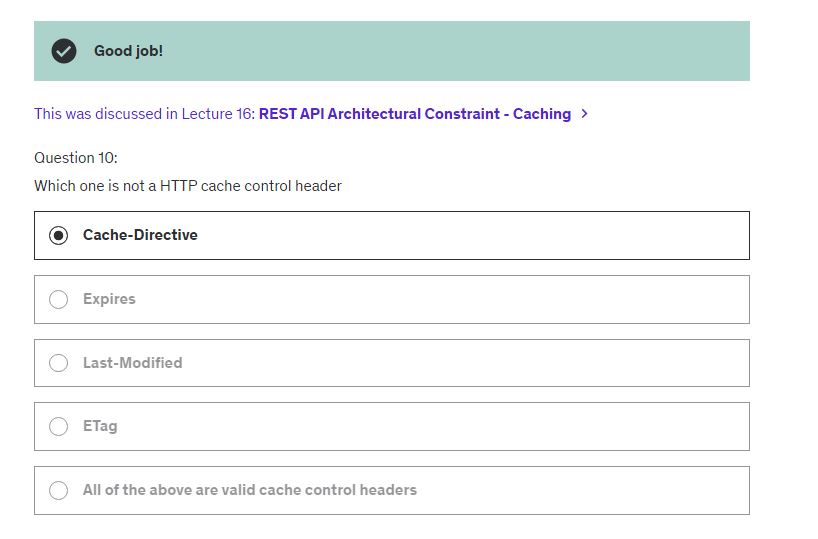 Good job!
This was discussed in Lecture 16: REST API Architectural Constraint - Caching >
Question 10:
Which one is not a HTTP cache control header
Cache-Directive
Expires
Last-Modified
ETag
All of the above are valid cache control headers